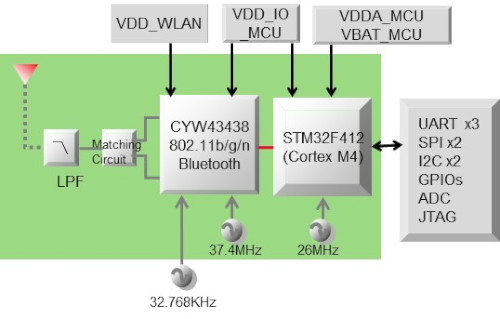 VDD_WLAN
VDD_IO
_MCU
VDDA_MCU
VBAT_MCU
CYW43438
802.11b/g/n
Bluetooth
STM32F412
(Cortex M4)
UART x3
SPI x2
I2C x2
GPIOs
ADC
JTAG
Matching
Circuit
LPF
37.4MHz
26MHz
32.768KHz